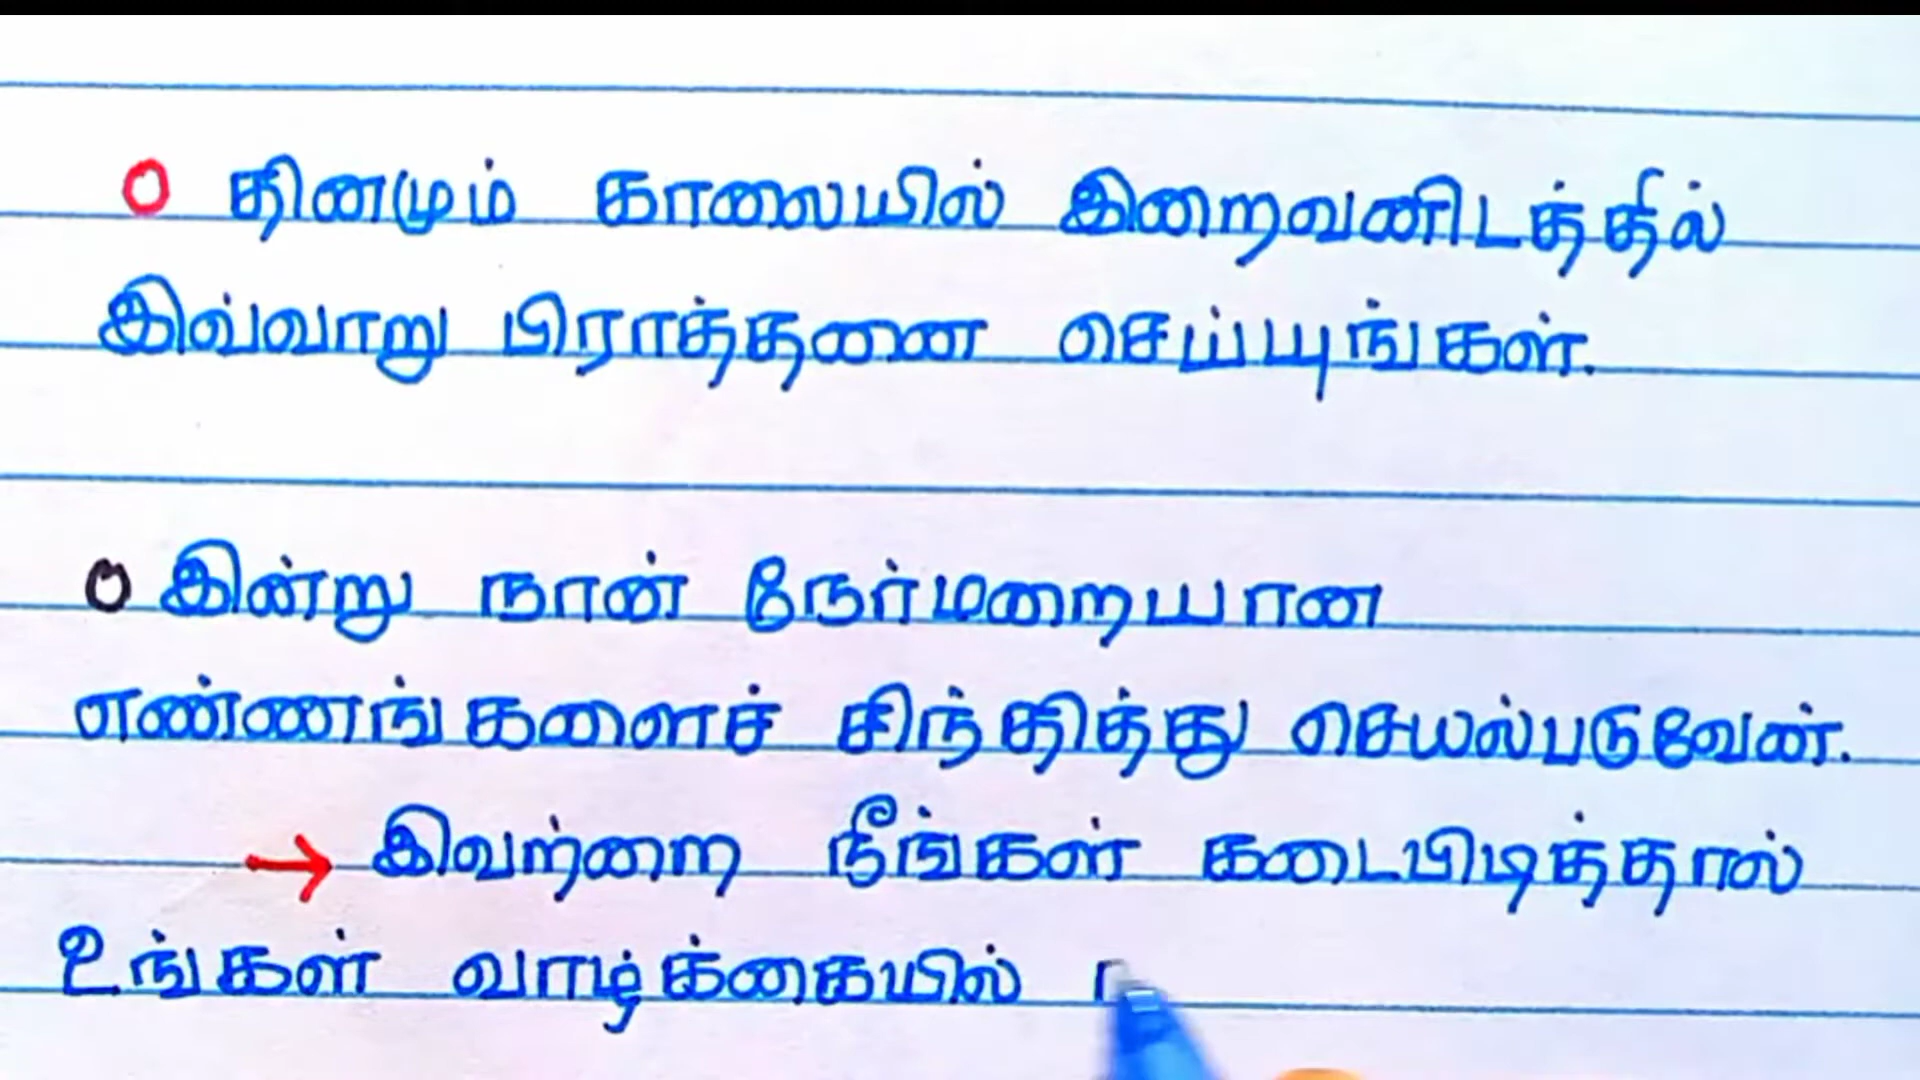 தினமும் காலையில் இறைவனிடத்தில்
இவ்வாறு பிராத்தனை செய்யுங்கள்.
இன்று நான் நேர்மறையான
எண்ணங்களைச் சிந்தித்து செயல்படுவேன்.
→ இவற்றை நீங்கள் கடைபிடித்தால்
உங்கள் வாழ்க்கையில்